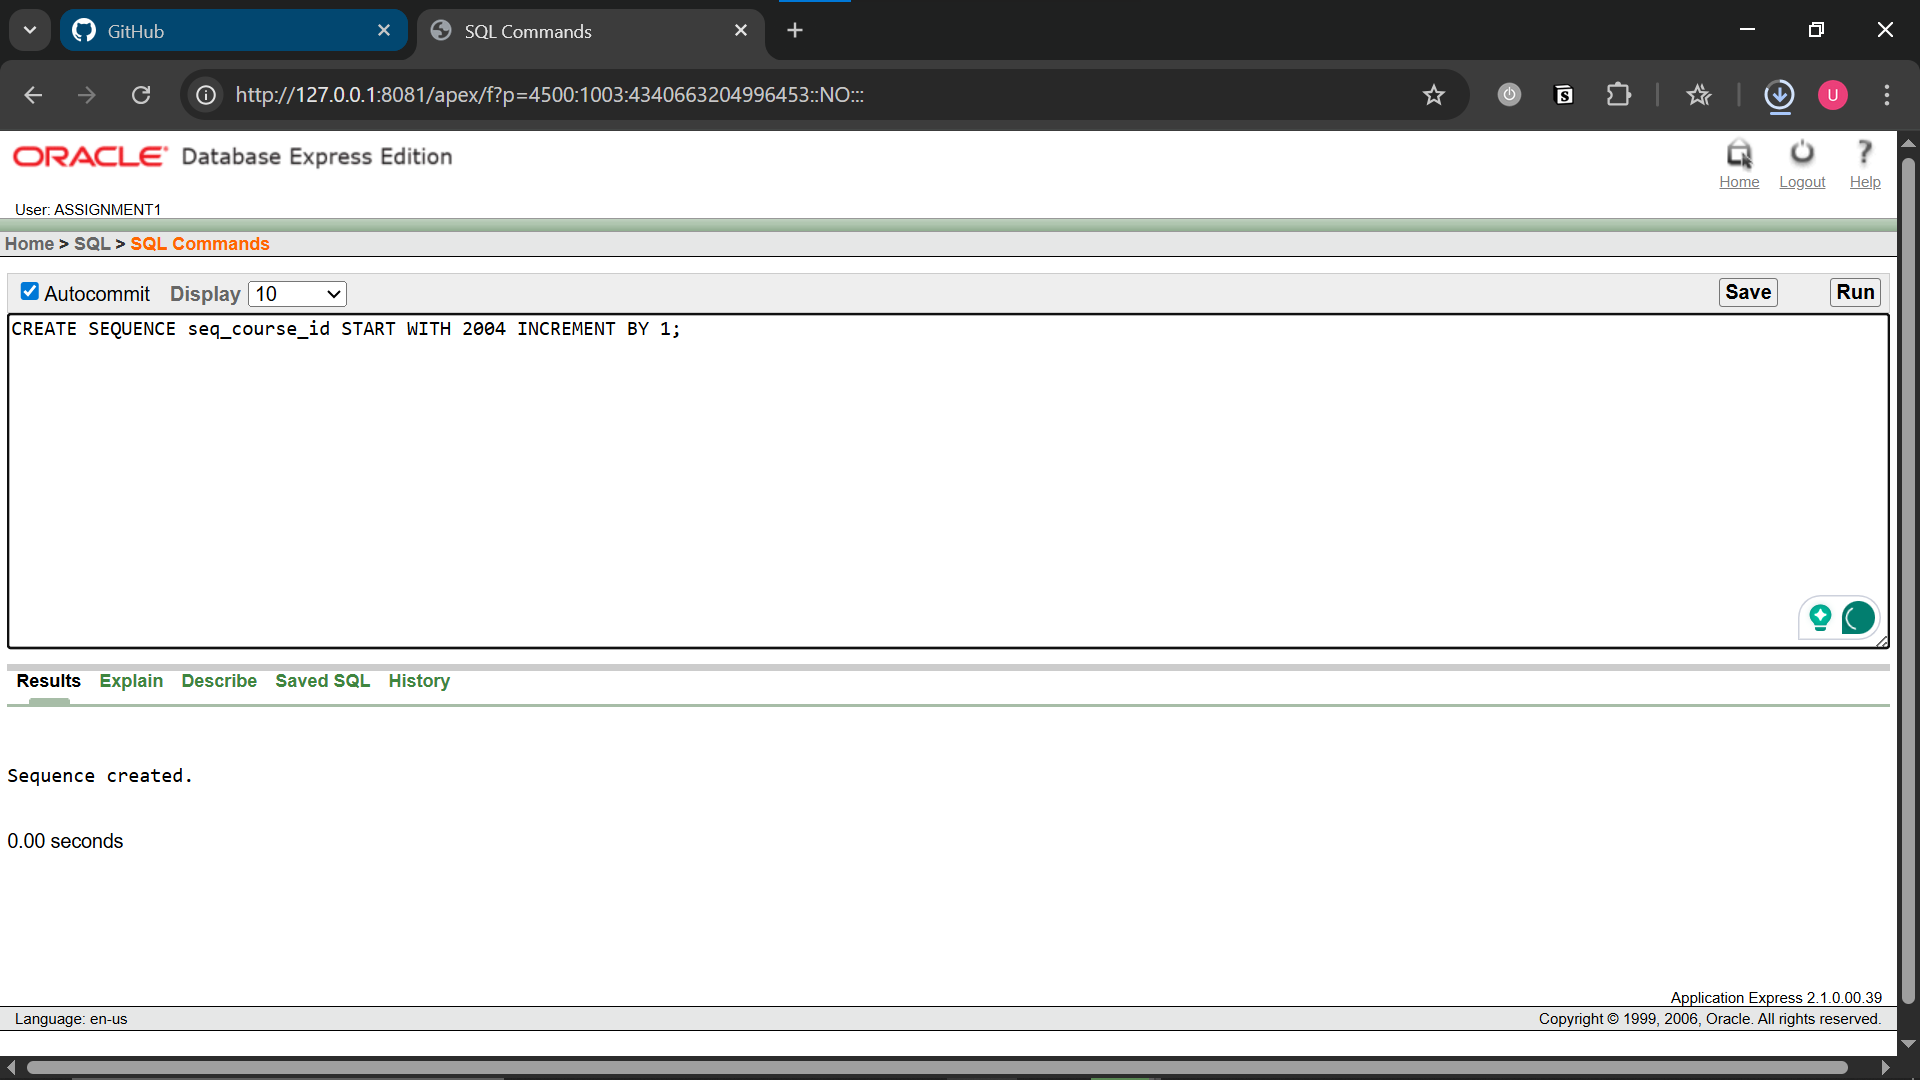 GitHub
SQL Commands
http://127.0.0.1:8081/apex/f?p=4500:1003:4340663204996453::NO:::
U
ORACLE Database Express Edition
Home
Logout
Help
User: ASSIGNMENT1
Home > SQL > SQL Commands
Autocommit Display 10 Save Run
CREATE SEQUENCE seq_course_id START WITH 2004 INCREMENT BY 1;
Results Explain Describe Saved SQL History
Sequence created.
0.00 seconds
Application Express 2.1.0.00.39
Language: en-us Copyright © 1999, 2006, Oracle. All rights reserved.